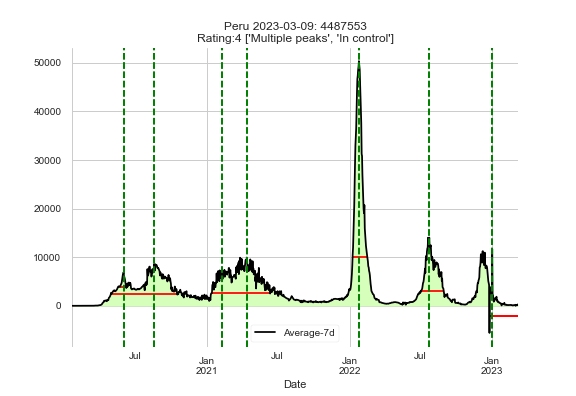 Peru 2023-03-09: 4487553
Rating:4 ['Multiple peaks', 'In control']
50000
40000
30000
20000
10000
0
Average-7d
Jul
Jan
2021
Jul
Jan
2022
Jul
Jan
2023
Date